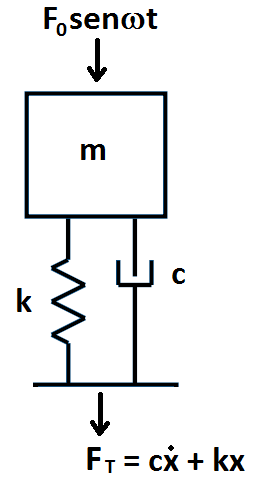 F₀senωt
m
k
c
F_T = cẋ + kx